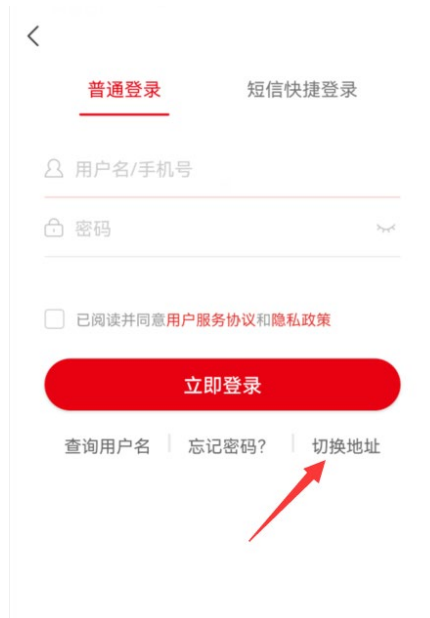 普通登录 短信快捷登录
用户名/手机号
密码
已阅读并同意用户服务协议和隐私政策
立即登录
查询用户名 忘记密码? 切换地址